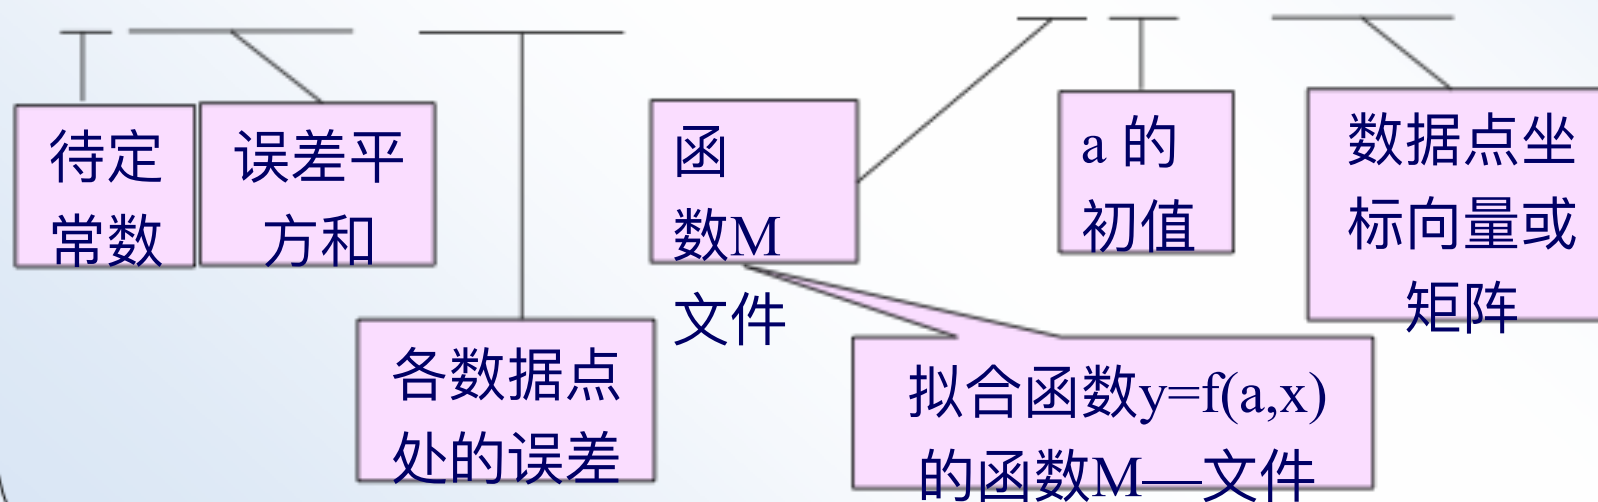 待定
常数
误差平
方和
各数据点
处的误差
函
数M
文件
拟合函数y=f(a,x)
的函数M—文件
a 的
初值
数据点坐
标向量或
矩阵